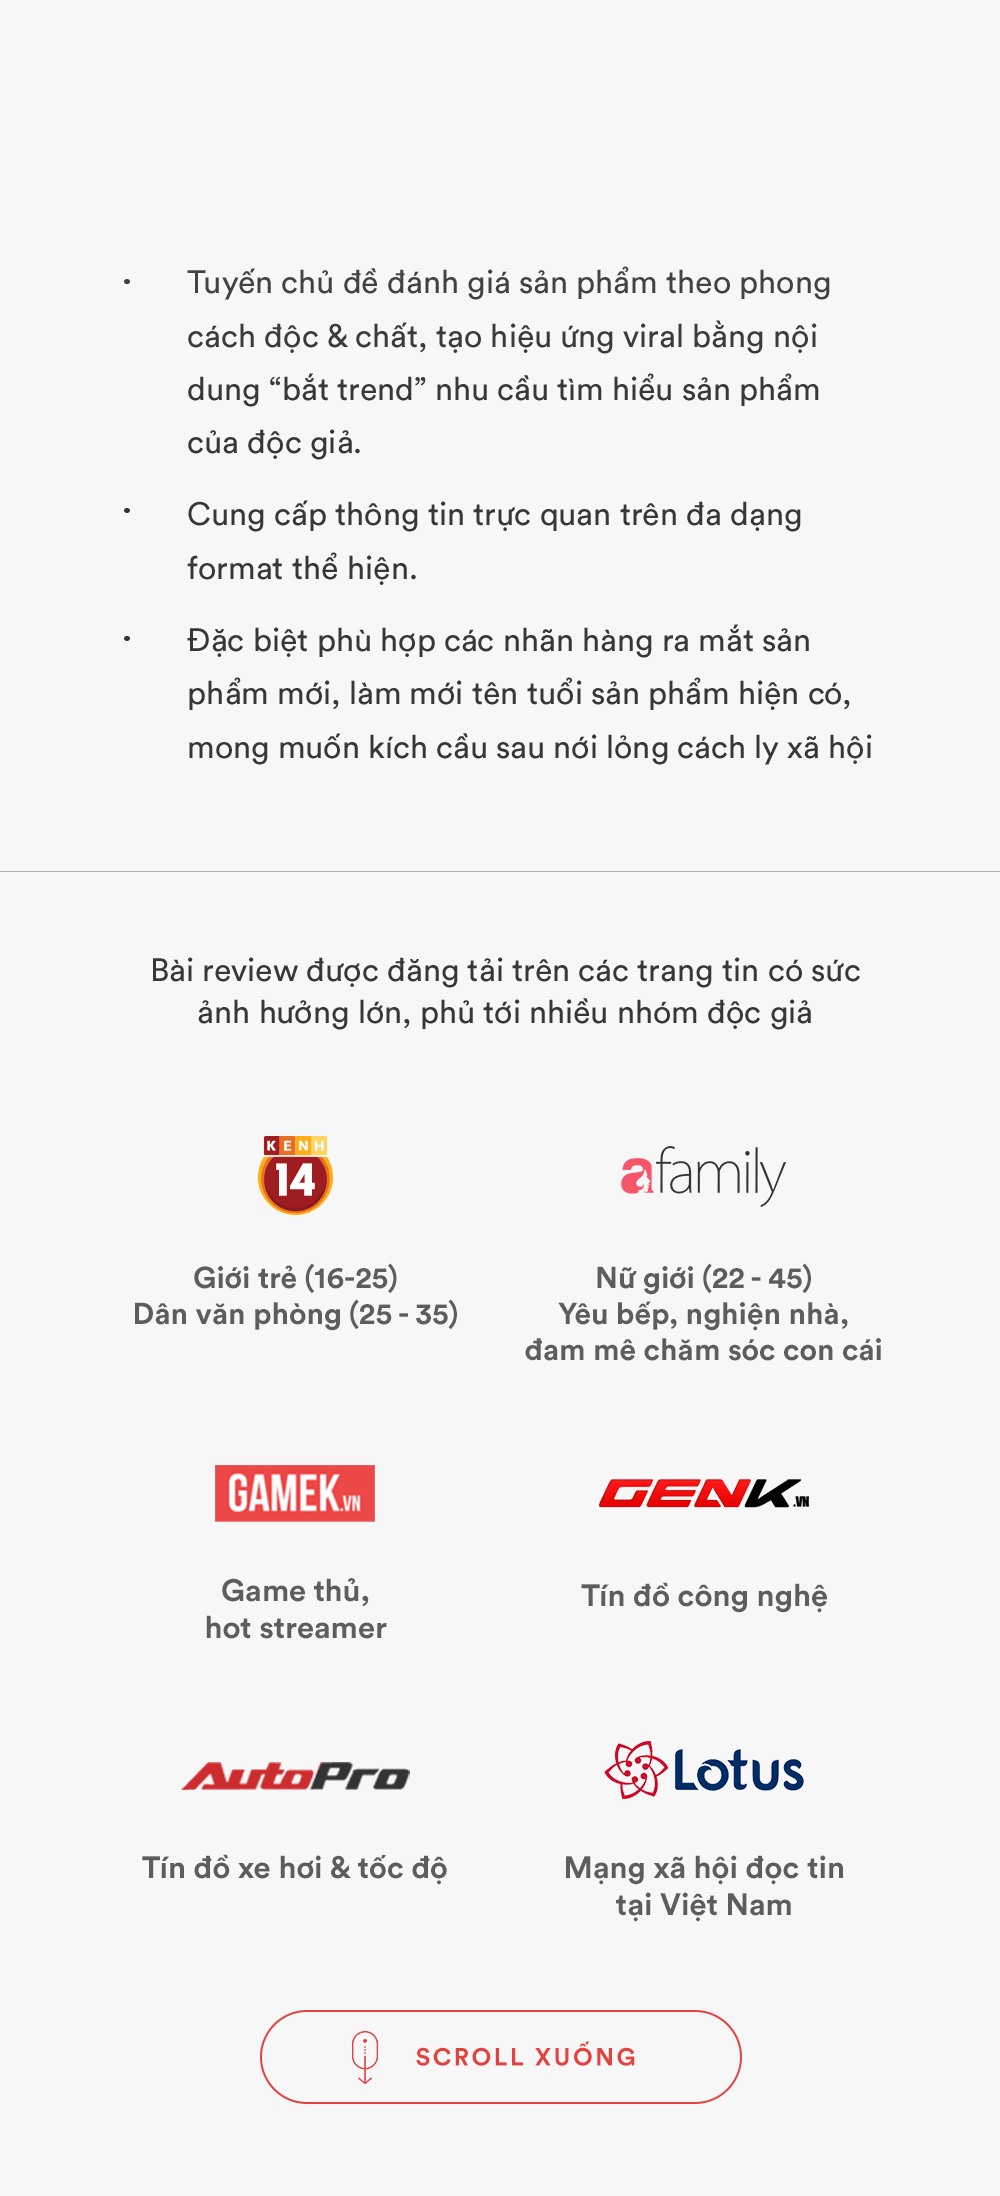 • Tuyến chủ đề đánh giá sản phẩm theo phong
cách độc & chất, tạo hiệu ứng viral bằng nội
dung “bắt trend” nhu cầu tìm hiểu sản phẩm
của độc giả.
• Cung cấp thông tin trực quan trên đa dạng
format thể hiện.
• Đặc biệt phù hợp các nhãn hàng ra mắt sản
phẩm mới, làm mới tên tuổi sản phẩm hiện có,
mong muốn kích cầu sau nới lỏng cách ly xã hội
Bài review được đăng tải trên các trang tin có sức
ảnh hưởng lớn, phủ tới nhiều nhóm độc giả
KENH
14
Giới trẻ (16-25)
Dân văn phòng (25 - 35)
afamily
Nữ giới (22 - 45)
Yêu bếp, nghiện nhà,
đam mê chăm sóc con cái
GAMEK.VN
Game thủ,
hot streamer
GENK.VN
Tín đồ công nghệ
AutoPro
Tín đồ xe hơi & tốc độ
Lotus
Mạng xã hội đọc tin
tại Việt Nam
SCROLL XUỐNG